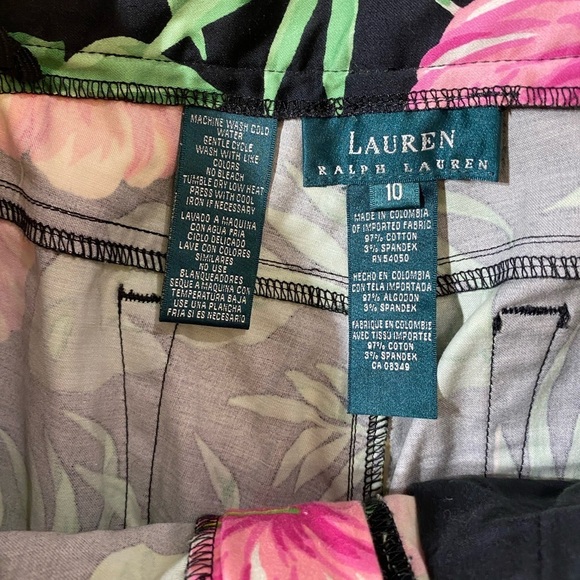 MACHINE WASH COLD
WATER
GENTLE CYCLE
WASH WITH LIKE
COLORS
NO BLEACH
TUMBLE DRY LOW HEAT
PRESS WITH COOL
IRON IF NECESSARY
LAVADO A MAQUINA
CON AGUA FRIA
CICLO DELICADO
LAVE CON COLORES
SIMILARES
NO USE
BLANQUEADORES
SEQUE A MAQUINA CON
TEMPERATURA BAJA
USE UNA PLANCHA
FRIA SI ES NECESARIO
LAUREN
RALPH LAUREN
10
MADE IN COLOMBIA
OF IMPORTED FABRIC
97% COTTON
3% SPANDEX
RN54050
HECHO EN COLOMBIA
CON TELA IMPORTADA
97% ALGODON
3% SPANDEX
FABRIQUE EN COLOMBIE
AVEC TISSU IMPORTEE
97% COTON
3% SPANDEX
CA 08349